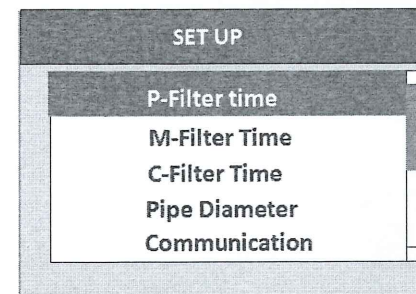 SET UP
P-Filter time
M-Filter Time
C-Filter Time
Pipe Diameter
Communication